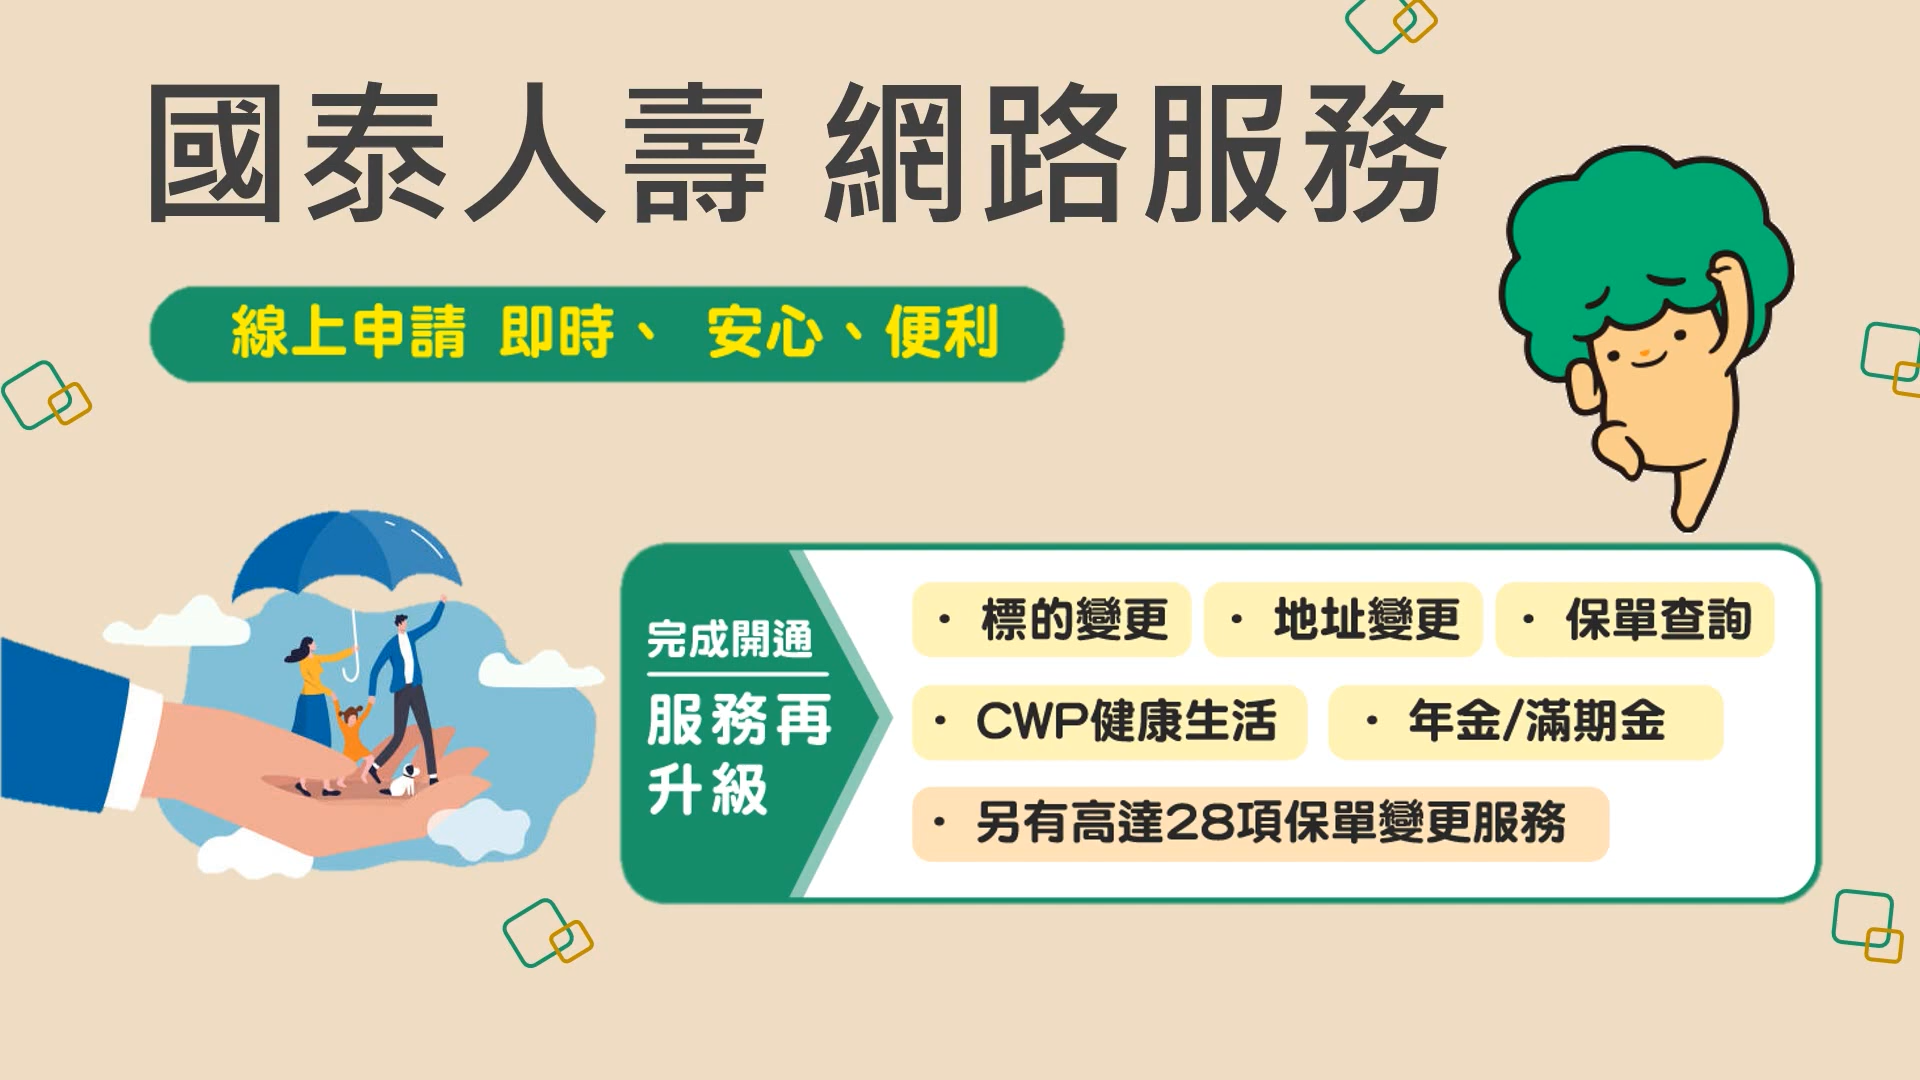 國泰人壽 網路服務
線上申請 即時、 安心、便利
完成開通
服務再
升級
· 標的變更
· 地址變更
· 保單查詢
· CWP健康生活
· 年金/滿期金
· 另有高達28項保單變更服務